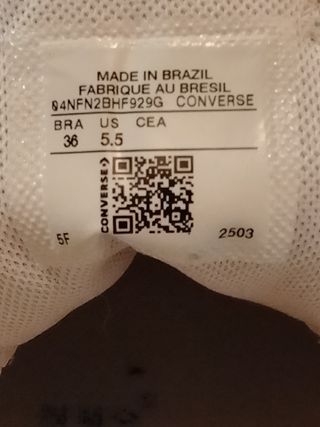 MADE IN BRAZIL
FABRIQUE AU BRESIL
04NFN2BHF929G CONVERSE
BRA US CEA
36 5.5
CONVERSE>
5F 2503